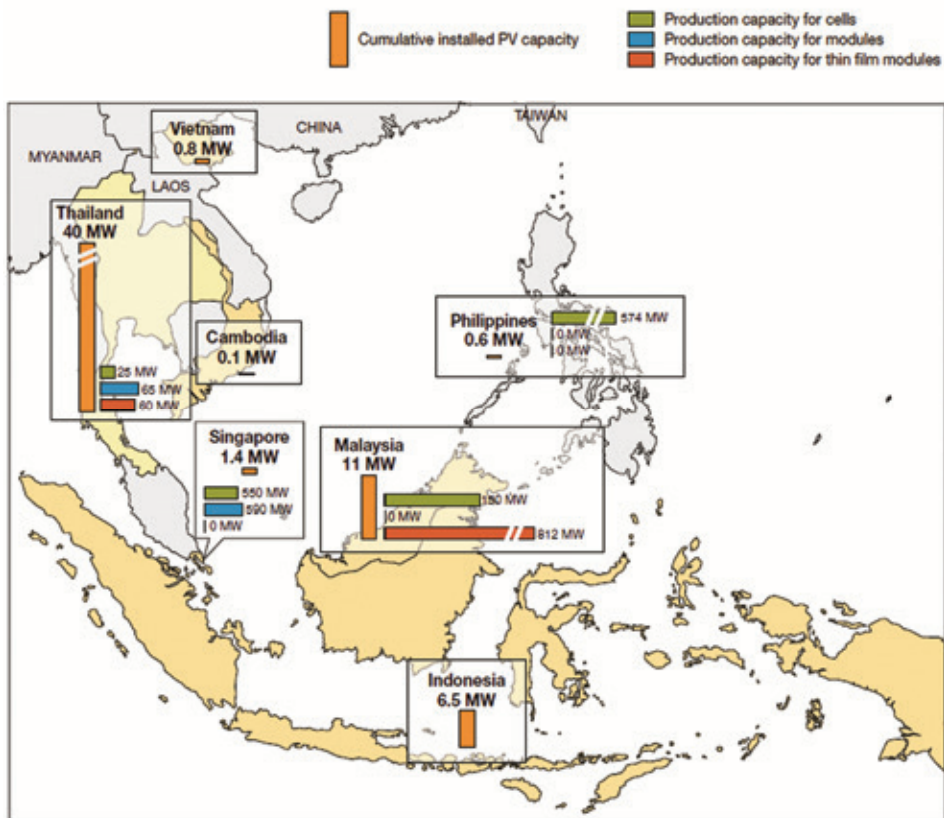 Cumulative installed PV capacity
Production capacity for cells
Production capacity for modules
Production capacity for thin film modules
TAIWAN
CHINA
Vietnam
0.8 MW
MYANMAR
LAOS
Thailand
40 MW
25 MW
65 MW
60 MW
Cambodia
0.1 MW
Philippines
0.6 MW
574 MW
0 MW
0 MW
Singapore
1.4 MW
550 MW
590 MW
0 MW
Malaysia
11 MW
180 MW
0 MW
812 MW
Indonesia
6.5 MW